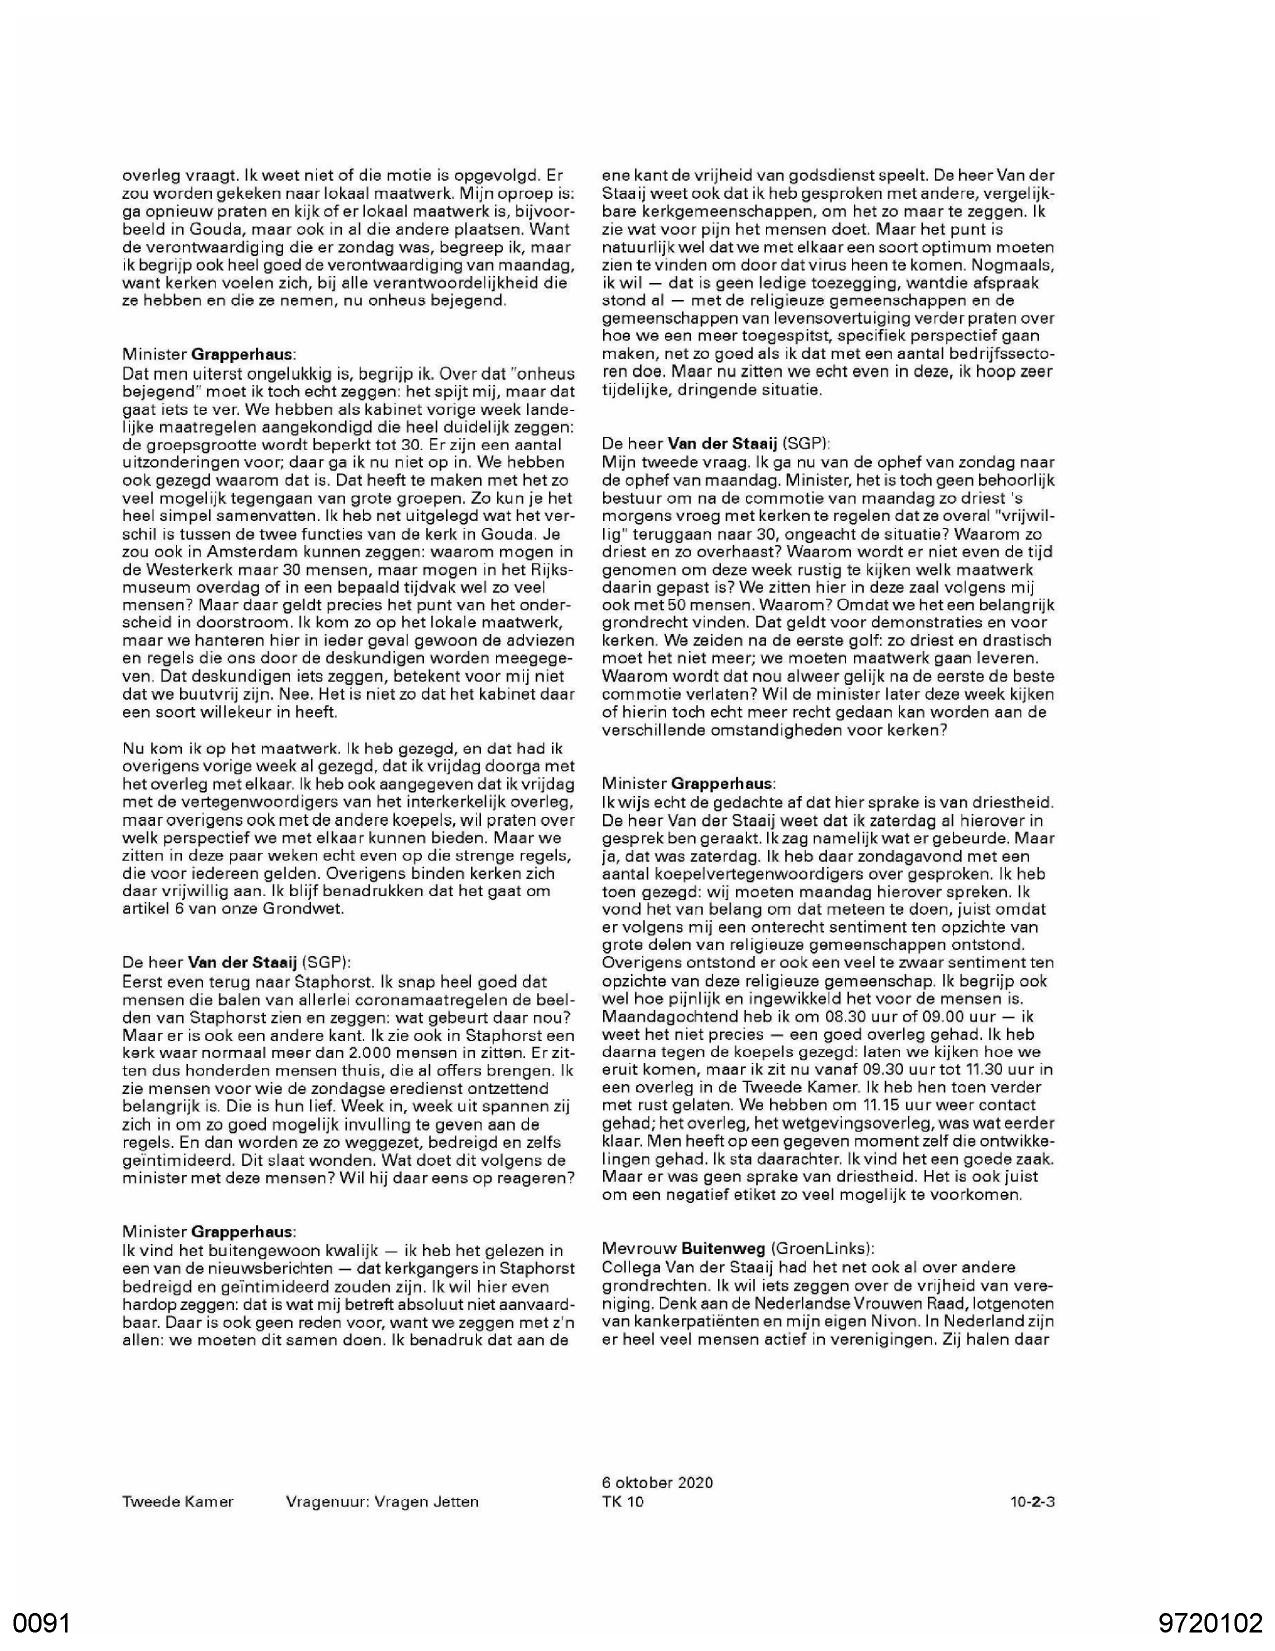 overleg vraagt. Ik weet niet of die motie is opgevolgd. Er
zou worden gekeken naar lokaal maatwerk. Mijn oproep is:
ga opnieuw praten en kijk of er lokaal maatwerk is, bijvoor-
beeld in Gouda, maar ook in al die andere plaatsen. Want
de verontwaardiging die er zondag was, begreep ik, maar
ik begrijp ook heel goed de verontwaardiging van maandag,
want kerken voelen zich, bij alle verantwoordelijkheid die
ze hebben en die ze nemen, nu onheus bejegend.

Minister Grapperhaus:
Dat men uiterst ongelukkig is, begrijp ik. Over dat "onheus
bejegend" moet ik toch echt zeggen: het spijt mij, maar dat
gaat iets te ver. We hebben als kabinet vorige week lande-
lijke maatregelen aangekondigd die heel duidelijk zeggen:
de groepsgrootte wordt beperkt tot 30. Er zijn een aantal
uitzonderingen voor; daar ga ik nu niet op in. We hebben
ook gezegd waarom dat is. Dat heeft te maken met het zo
veel mogelijk tegengaan van grote groepen. Zo kun je het
heel simpel samenvatten. Ik heb net uitgelegd wat het ver-
schil is tussen de twee functies van de kerk in Gouda. Je
zou ook in Amsterdam kunnen zeggen: waarom mogen in
de Westerkerk maar 30 mensen, maar mogen in het Rijks-
museum overdag of in een bepaald tijdvak wel zo veel
mensen? Maar daar geldt precies het punt van het onder-
scheid in doorstroom. Ik kom zo op het lokale maatwerk,
maar we hanteren hier in ieder geval gewoon de adviezen
en regels die ons door de deskundigen worden meegege-
ven. Dat deskundigen iets zeggen, betekent voor mij niet
dat we buutvrij zijn. Nee. Het is niet zo dat het kabinet daar
een soort willekeur in heeft.

Nu kom ik op het maatwerk. Ik heb gezegd, en dat had ik
overigens vorige week al gezegd, dat ik vrijdag doorga met
het overleg met elkaar. Ik heb ook aangegeven dat ik vrijdag
met de vertegenwoordigers van het interkerkelijk overleg,
maar overigens ook met de andere koepels, wil praten over
welk perspectief we met elkaar kunnen bieden. Maar we
zitten in deze paar weken echt even op die strenge regels,
die voor iedereen gelden. Overigens binden kerken zich
daar vrijwillig aan. Ik blijf benadrukken dat het gaat om
artikel 6 van onze Grondwet.

De heer Van der Staaij (SGP):
Eerst even terug naar Staphorst. Ik snap heel goed dat
mensen die balen van allerlei coronamaatregelen de beel-
den van Staphorst zien en zeggen: wat gebeurt daar nou?
Maar er is ook een andere kant. Ik zie ook in Staphorst een
kerk waar normaal meer dan 2.000 mensen in zitten. Er zit-
ten dus honderden mensen thuis, die al offers brengen. Ik
zie mensen voor wie de zondagse eredienst ontzettend
belangrijk is. Die is hun lief. Week in, week uit spannen zij
zich in om zo goed mogelijk invulling te geven aan de
regels. En dan worden ze zo weggezet, bedreigd en zelfs
geïntimideerd. Dit slaat wonden. Wat doet dit volgens de
minister met deze mensen? Wil hij daar eens op reageren?

Minister Grapperhaus:
Ik vind het buitengewoon kwalijk — ik heb het gelezen in
een van de nieuwsberichten — dat kerkgangers in Staphorst
bedreigd en geïntimideerd zouden zijn. Ik wil hier even
hardop zeggen: dat is wat mij betreft absoluut niet aanvaard-
baar. Daar is ook geen reden voor, want we zeggen met z'n
allen: we moeten dit samen doen. Ik benadruk dat aan de
ene kant de vrijheid van godsdienst speelt. De heer Van der
Staaij weet ook dat ik heb gesproken met andere, vergelijk-
bare kerkgemeenschappen, om het zo maar te zeggen. Ik
zie wat voor pijn het mensen doet. Maar het punt is
natuurlijk wel dat we met elkaar een soort optimum moeten
zien te vinden om door dat virus heen te komen. Nogmaals,
ik wil — dat is geen ledige toezegging, wantdie afspraak
stond al — met de religieuze gemeenschappen en de
gemeenschappen van levensovertuiging verder praten over
hoe we een meer toegespitst, specifiek perspectief gaan
maken, net zo goed als ik dat met een aantal bedrijfssecto-
ren doe. Maar nu zitten we echt even in deze, ik hoop zeer
tijdelijke, dringende situatie.

De heer Van der Staaij (SGP):
Mijn tweede vraag. Ik ga nu van de ophef van zondag naar
de ophef van maandag. Minister, het is toch geen behoorlijk
bestuur om na de commotie van maandag zo driest 's
morgens vroeg met kerken te regelen dat ze overal "vrijwil-
lig" teruggaan naar 30, ongeacht de situatie? Waarom zo
driest en zo overhaast? Waarom wordt er niet even de tijd
genomen om deze week rustig te kijken welk maatwerk
daarin gepast is? We zitten hier in deze zaal volgens mij
ook met 50 mensen. Waarom? Omdat we het een belangrijk
grondrecht vinden. Dat geldt voor demonstraties en voor
kerken. We zeiden na de eerste golf: zo driest en drastisch
moet het niet meer; we moeten maatwerk gaan leveren.
Waarom wordt dat nou alweer gelijk na de eerste de beste
commotie verlaten? Wil de minister later deze week kijken
of hierin toch echt meer recht gedaan kan worden aan de
verschillende omstandigheden voor kerken?

Minister Grapperhaus:
Ik wijs echt de gedachte af dat hier sprake is van driestheid.
De heer Van der Staaij weet dat ik zaterdag al hierover in
gesprek ben geraakt. Ik zag namelijk wat er gebeurde. Maar
ja, dat was zaterdag. Ik heb daar zondagavond met een
aantal koepelvertegenwoordigers over gesproken. Ik heb
toen gezegd: wij moeten maandag hierover spreken. Ik
vond het van belang om dat meteen te doen, juist omdat
er volgens mij een onterecht sentiment ten opzichte van
grote delen van religieuze gemeenschappen ontstond.
Overigens ontstond er ook een veel te zwaar sentiment ten
opzichte van deze religieuze gemeenschap. Ik begrijp ook
wel hoe pijnlijk en ingewikkeld het voor de mensen is.
Maandagochtend heb ik om 08.30 uur of 09.00 uur — ik
weet het niet precies — een goed overleg gehad. Ik heb
daarna tegen de koepels gezegd: laten we kijken hoe we
eruit komen, maar ik zit nu vanaf 09.30 uur tot 11.30 uur in
een overleg in de Tweede Kamer. Ik heb hen toen verder
met rust gelaten. We hebben om 11.15 uur weer contact
gehad; het overleg, het wetgevingsoverleg, was wat eerder
klaar. Men heeft op een gegeven moment zelf die ontwikke-
lingen gehad. Ik sta daarachter. Ik vind het een goede zaak.
Maar er was geen sprake van driestheid. Het is ook juist
om een negatief etiket zo veel mogelijk te voorkomen.

Mevrouw Buitenweg (GroenLinks):
Collega Van der Staaij had het net ook al over andere
grondrechten. Ik wil iets zeggen over de vrijheid van vere-
niging. Denk aan de Nederlandse Vrouwen Raad, lotgenoten
van kankerpatiënten en mijn eigen Nivon. In Nederland zijn
er heel veel mensen actief in verenigingen. Zij halen daar

Tweede Kamer Vragenuur: Vragen Jetten
6 oktober 2020
TK 10
10-2-3
0091
9720102